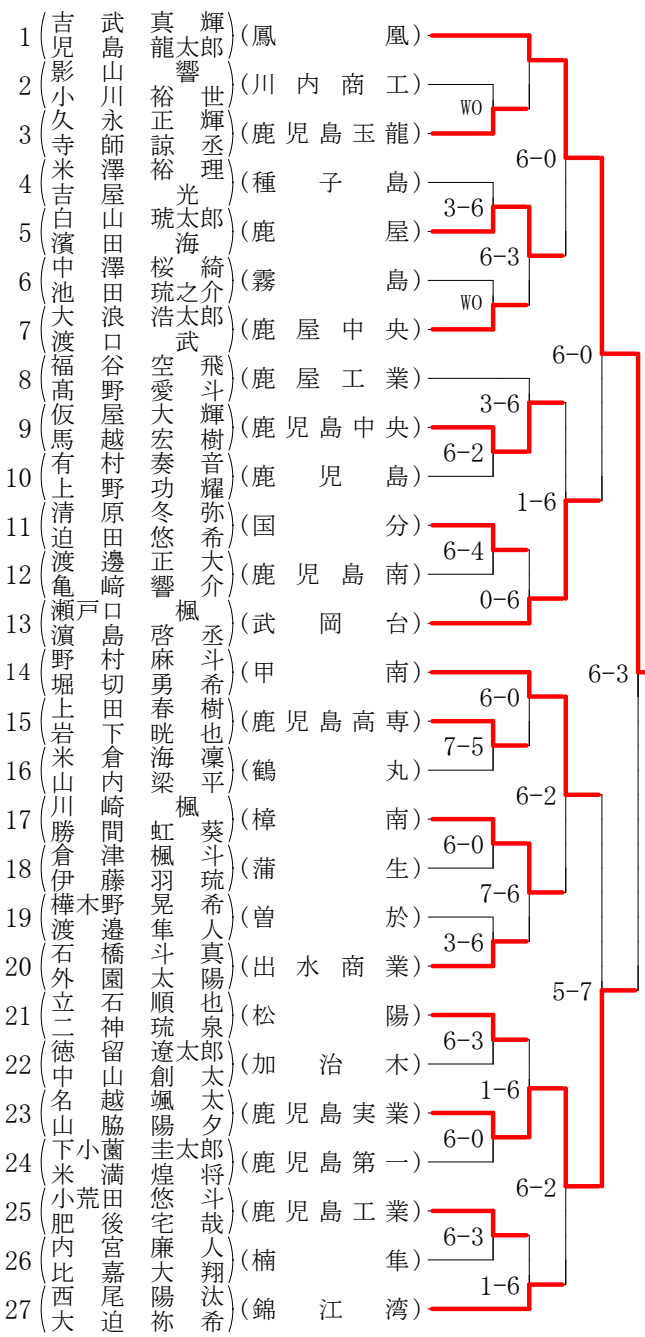 1 (吉武真輝 児島龍太郎) (鳳凰)
2 (影山響 小川裕世) (川内商工)
WO
3 (久永正輝 寺師諒丞) (鹿児島玉龍)
6-0
4 (米澤裕理 吉屋光) (種子島)
3-6
5 (白山琥太郎 濱田海) (鹿屋)
6-3
6 (中澤桜綺 池田琉之介) (霧島)
WO
7 (大浪浩太郎 渡口武) (鹿屋中央)
6-0
8 (福谷空飛 髙野愛斗) (鹿屋工業)
3-6
9 (仮屋大輝 馬越宏樹) (鹿児島中央)
6-2
10 (有村奏音 上野功耀) (鹿児島)
1-6
11 (清原冬弥 迫田悠希) (国分)
6-4
12 (渡邊正大 亀﨑響介) (鹿児島南)
0-6
13 (瀬戸口楓 濵島啓丞) (武岡台)
6-3
14 (野村麻斗 堀切勇希) (甲南)
6-0
15 (上田春樹 岩下晄也) (鹿児島高専)
7-5
16 (米倉海凜 山内梁平) (鶴丸)
6-2
17 (川崎楓 勝間虹葵) (樟南)
6-0
18 (倉津楓斗 伊藤羽琉) (蒲生)
7-6
19 (樺木野晃希 渡邉隼人) (曽於)
3-6
20 (石橋斗真 外園太陽) (出水商業)
5-7
21 (立石順也 二神琉泉) (松陽)
6-3
22 (徳留遼太郎 中山創太) (加治木)
1-6
23 (名越颯太 山脇陽夕) (鹿児島実業)
6-0
24 (下小薗圭太郎 米満煌将) (鹿児島第一)
6-2
25 (小荒田悠斗 肥後宅哉) (鹿児島工業)
6-3
26 (内宮廉人 比嘉大翔) (楠隼)
1-6
27 (西尾陽汰 大迫祢希) (錦江湾)